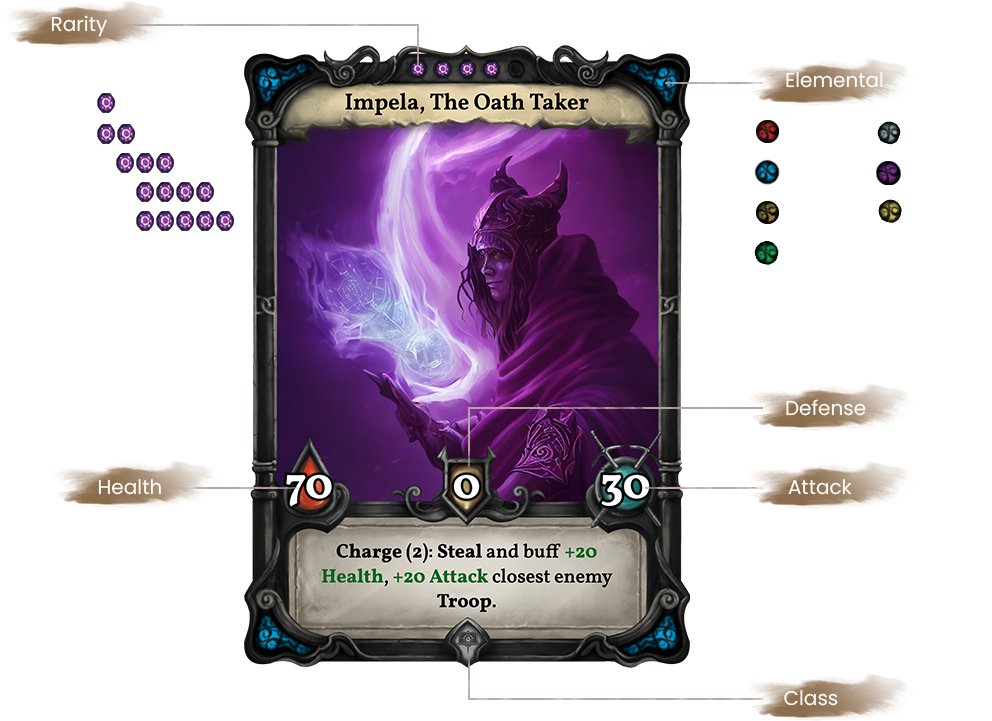 Rarity
Elemental
Impela, The Oath Taker
Defense
Health
70
0
30
Attack
Charge (2): Steal and buff +20
Health, +20 Attack closest enemy
Troop.
Class